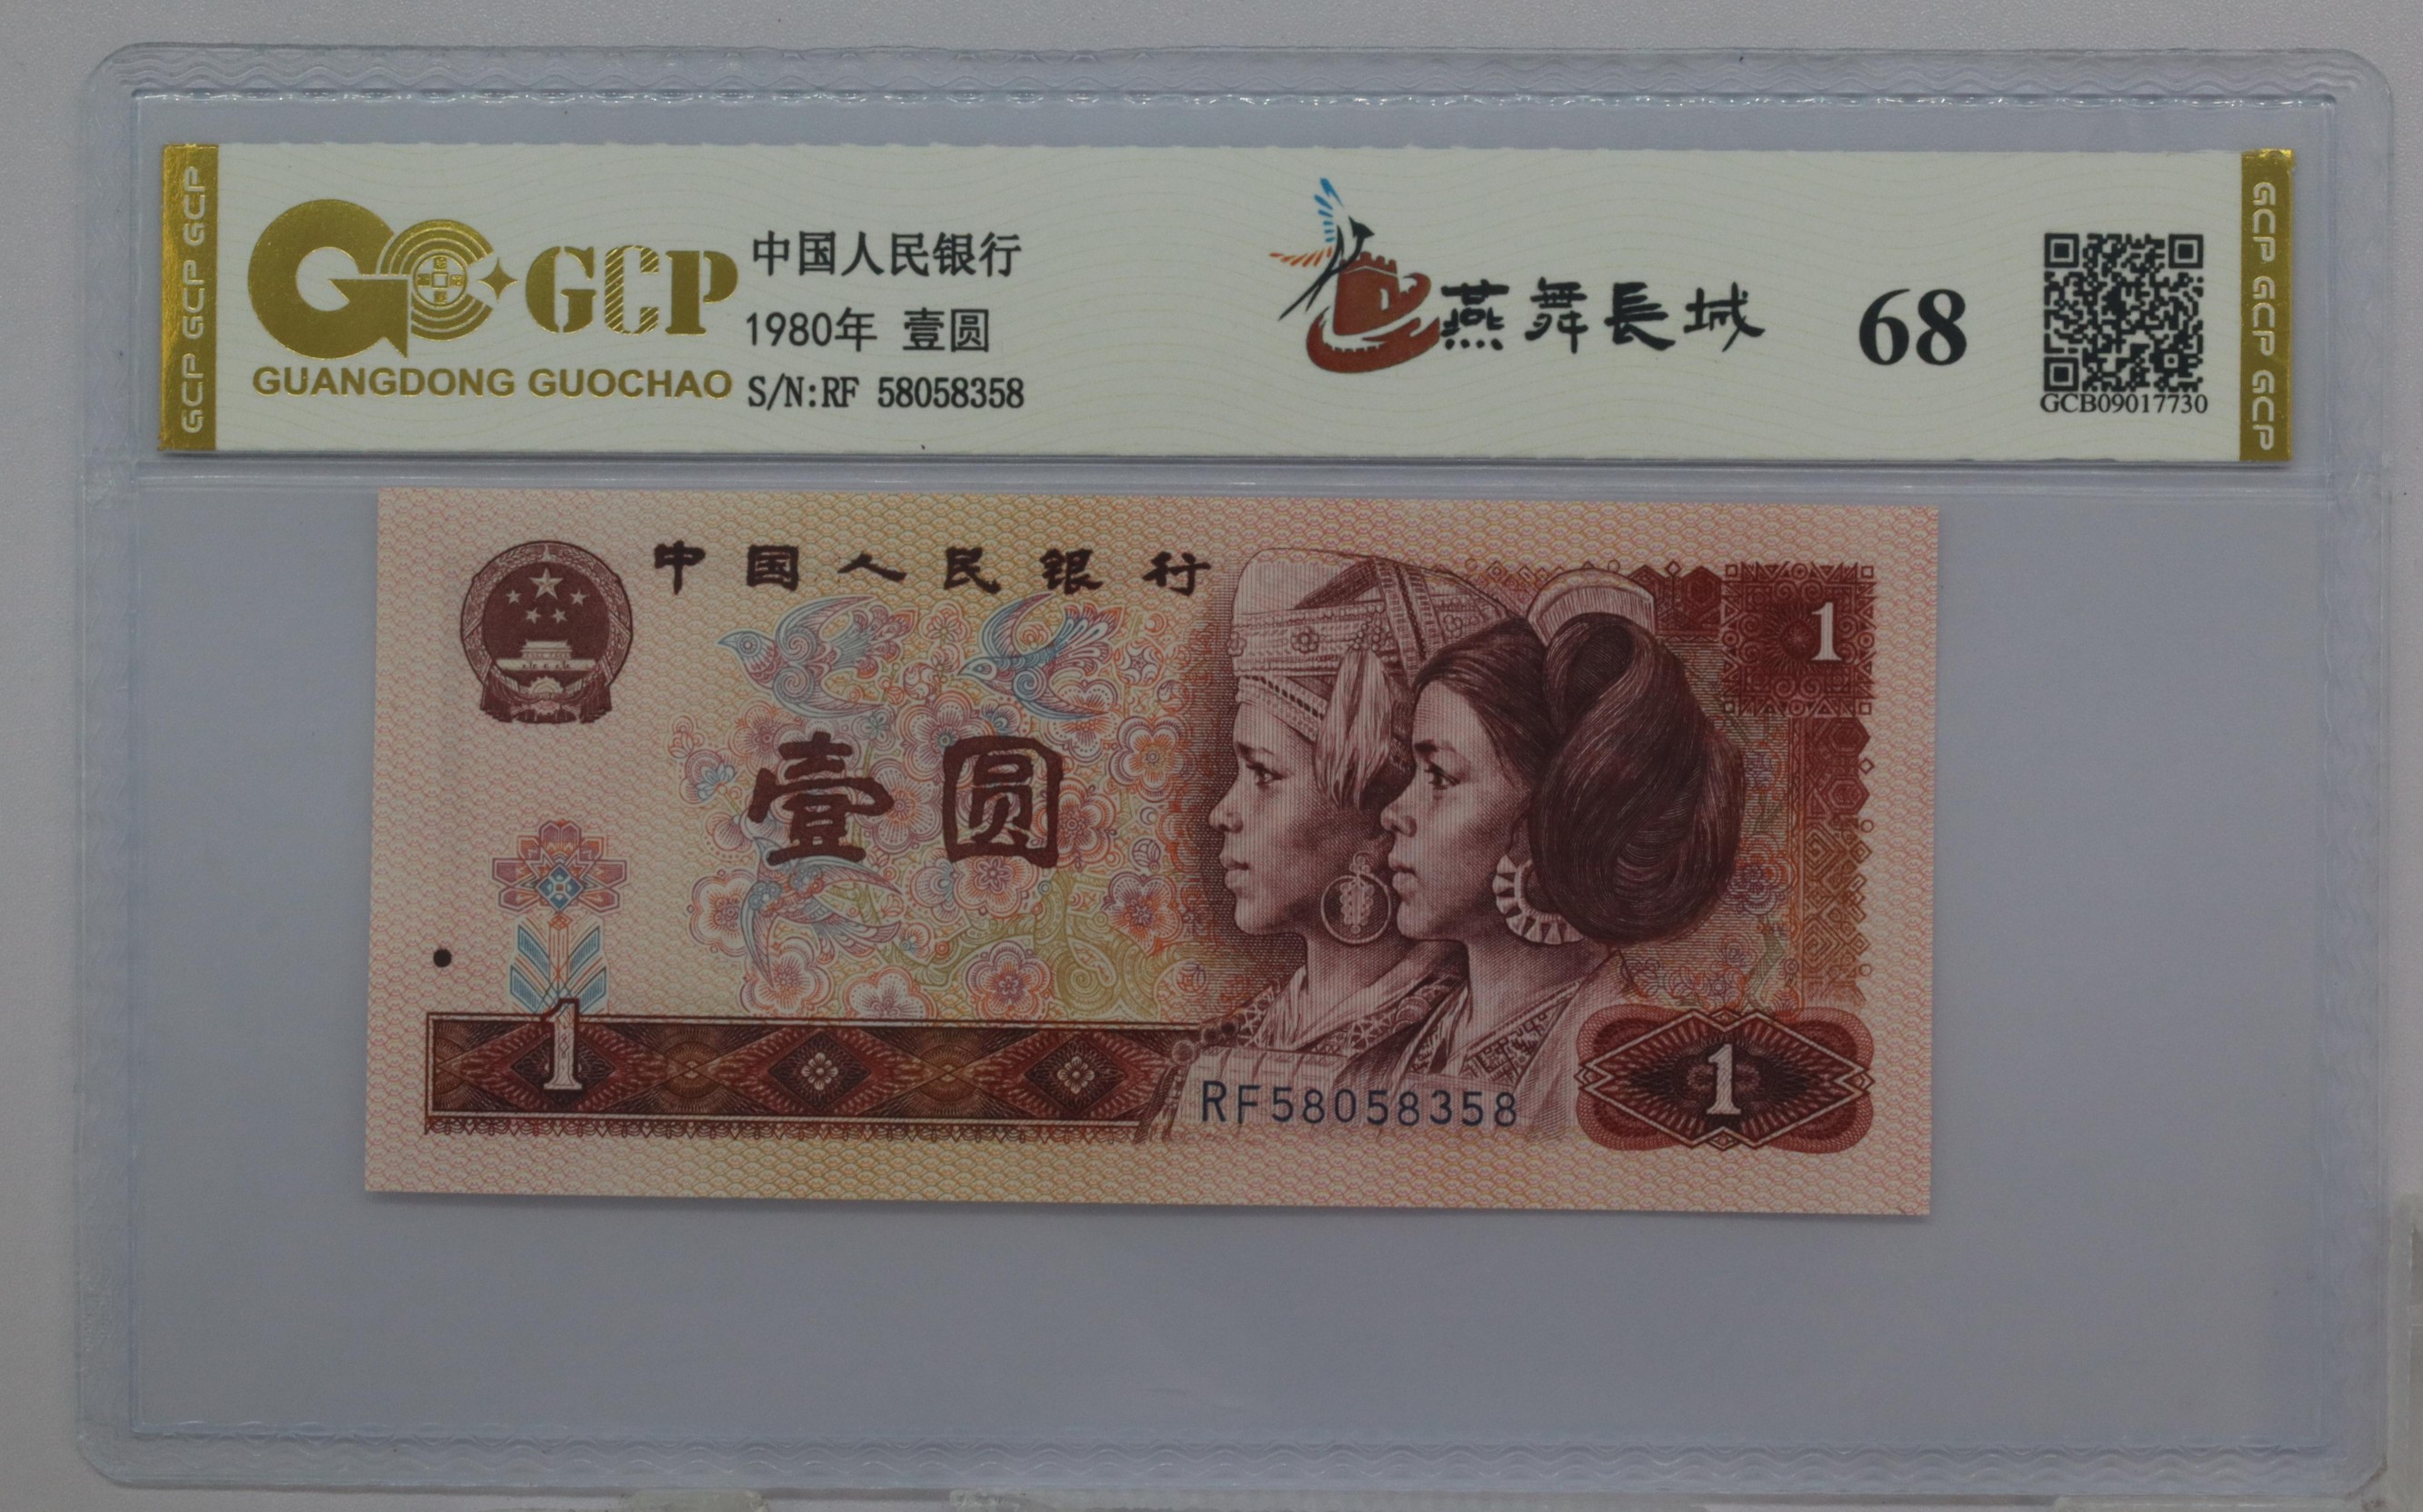 GCP GCP GCP
GCP
GUANGDONG GUOCHAO
中国人民银行
1980年 壹圆
S/N:RF 58058358
燕舞長城
68
GCB09017730
GCP GCP GCP
中国人民银行
1
壹圆
1
1
RF58058358